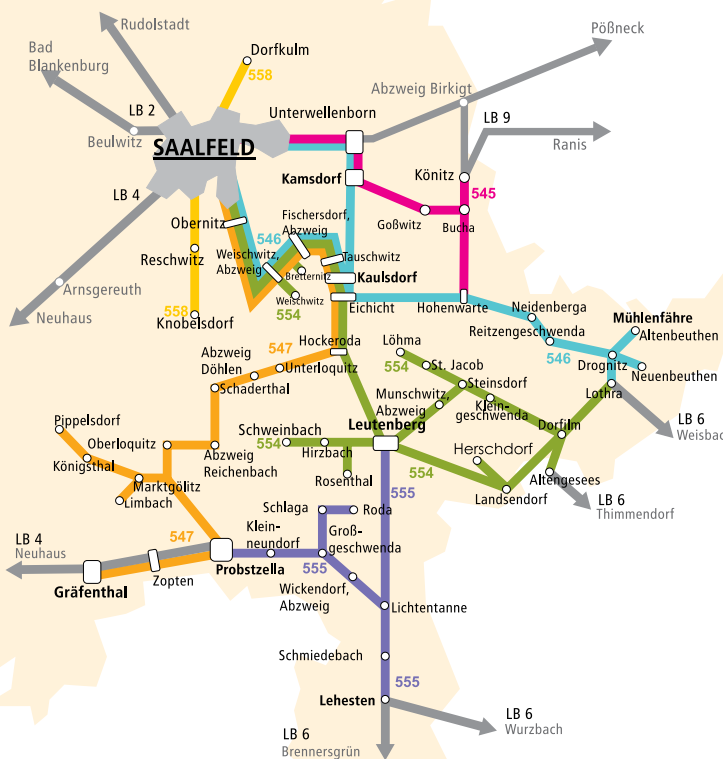 Rudolstadt
Pößneck
Bad
Blankenburg
Dorfkulm
558
Abzweig Birkigt
LB 2
Unterwellenborn
LB 9
Beulwitz
SAALFELD
Ranis
Kamsdorf
Könitz
LB 4
545
Obernitz
Fischersdorf,
Abzweig
Goßwitz
Bucha
546
Weischwitz,
Abzweig
Tauschwitz
Reschwitz
Bretternitz
Kaulsdorf
Arnsgereuth
Weischwitz
554
558
Eichicht
Hohenwarte
Neidenberga
Mühlenfähre
Neuhaus
Knobelsdorf
Reitzengeschwenda
Altenbeuthen
Hockeroda
Löhma
546
Drognitz
547
Abzweig
Döhlen
Unterloquitz
554
St. Jacob
Neuenbeuthen
Schaderthal
Steinsdorf
Lothra
Munschwitz,
Abzweig
Klein-
geschwenda
Pippelsdorf
Leutenberg
LB 6
Weisbach
Schweinbach
Dorfilm
Oberloquitz
554
Hirzbach
Herschdorf
Königsthal
Abzweig
Reichenbach
554
Rosenthal
Altengesees
Marktgölitz
555
Landsendorf
Limbach
LB 6
Thimmendorf
Schlaga
Roda
547
Klein-
neundorf
Groß-
geschwenda
LB 4
Neuhaus
555
Probstzella
Zopten
Gräfenthal
Wickendorf,
Abzweig
Lichtentanne
Schmiedebach
555
Lehesten
LB 6
Wurzbach
LB 6
Brennersgrün